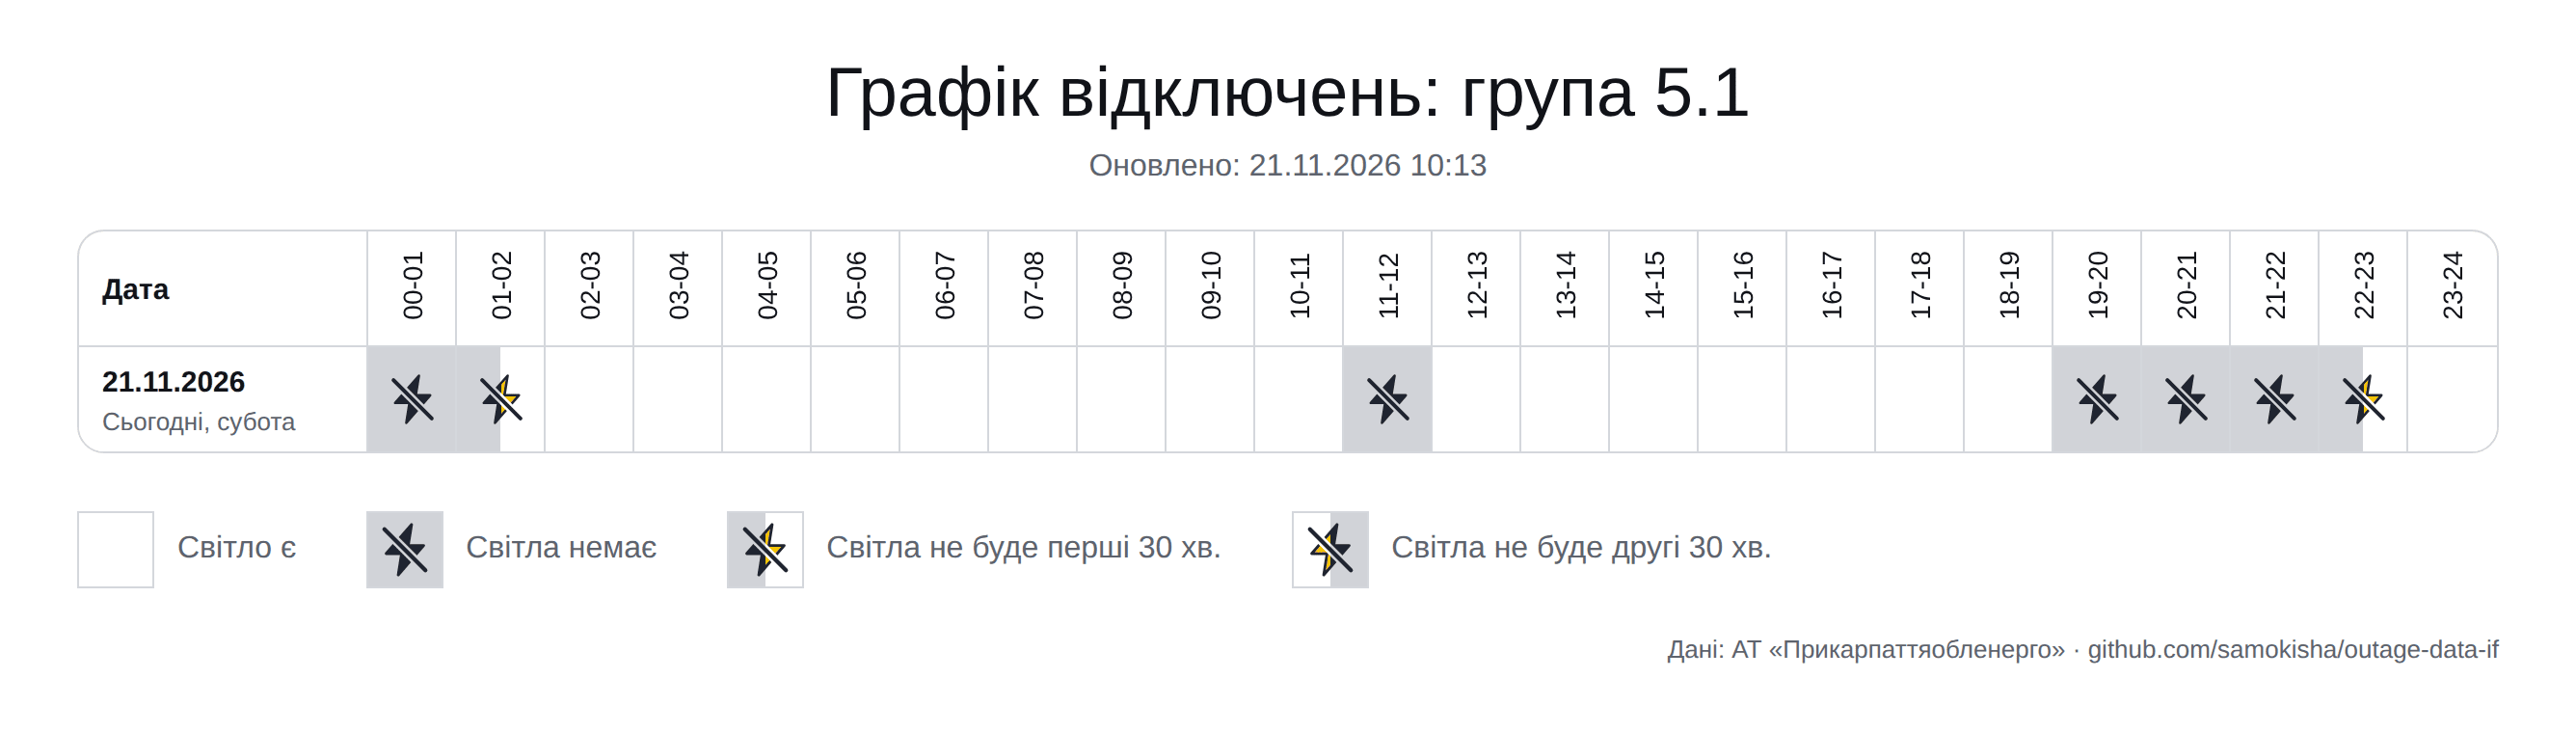 Графік відключень: група 5.1
Оновлено: 21.11.2026 10:13
Дата 00-01 01-02 02-03 03-04 04-05 05-06 06-07 07-08 08-09 09-10 10-11 11-12 12-13 13-14 14-15 15-16 16-17 17-18 18-19 19-20 20-21 21-22 22-23 23-24
21.11.2026
Сьогодні, субота
Світло є Світла немає Світла не буде перші 30 хв. Світла не буде другі 30 хв.
Дані: АТ «Прикарпаттяобленерго» · github.com/samokisha/outage-data-if